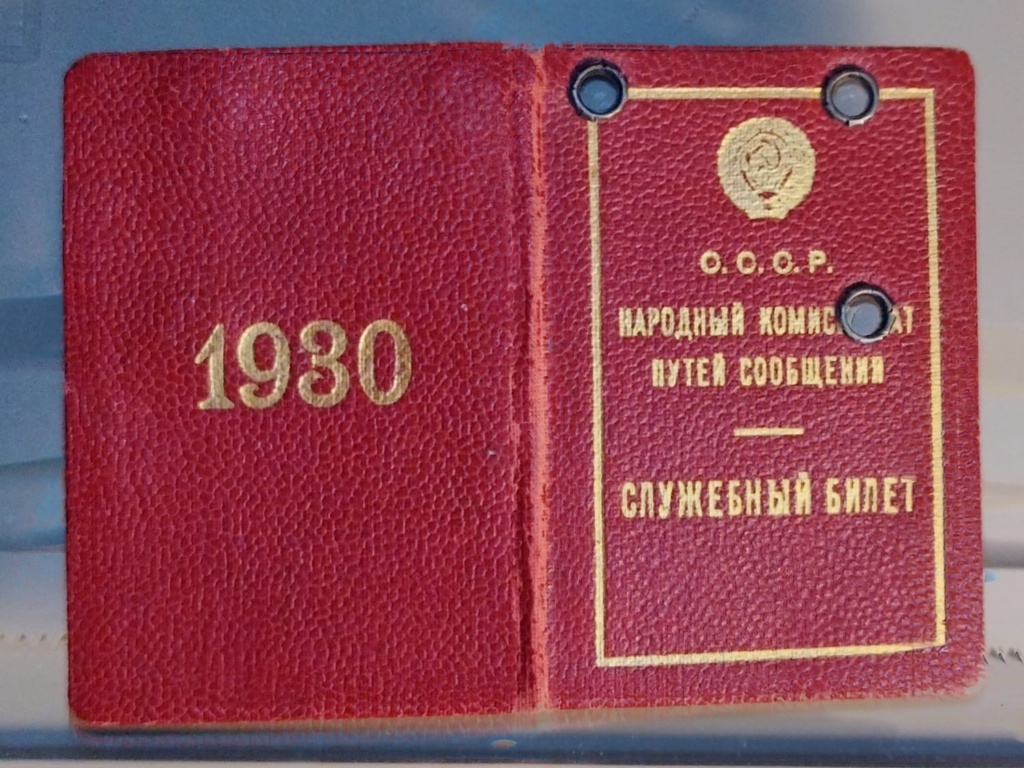 1930
С. С. С. Р.
НАРОДНЫЙ
ПУТЕЙ СООБЩЕНИЯ
СЛУЖЕБНЫЙ БИЛЕТ